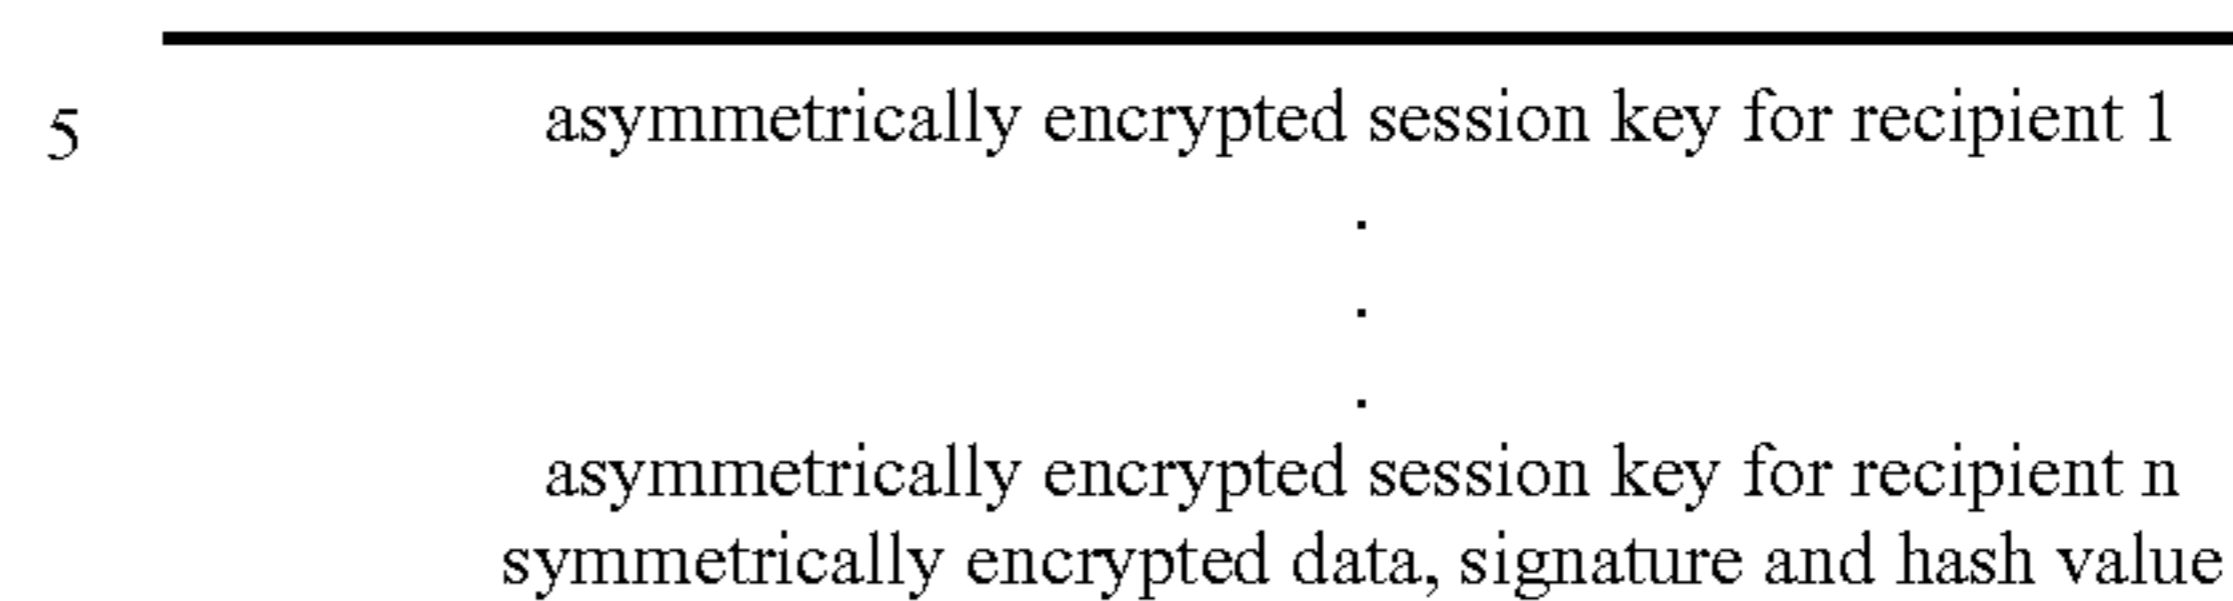 5 asymmetrically encrypted session key for recipient 1
.
.
.
asymmetrically encrypted session key for recipient n
symmetrically encrypted data, signature and hash value